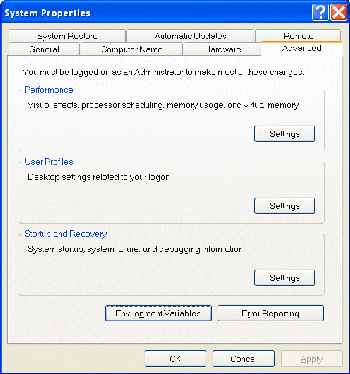 System Properties
System Restore Automatic Updates Remote
General Computer Name Hardware Advanced
You must be logged on as an Administrator to make most of these changes.
Performance
Visual effects, processor scheduling, memory usage, and virtual memory
Settings
User Profiles
Desktop settings related to your logon
Settings
Startup and Recovery
System startup, system failure, and debugging information
Settings
Environment Variables Error Reporting
OK Cancel Apply